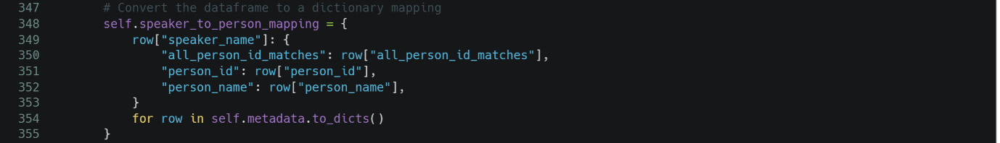 347         # Convert the dataframe to a dictionary mapping
348         self.speaker_to_person_mapping = {
349             row["speaker_name"]: {
350                 "all_person_id_matches": row["all_person_id_matches"],
351                 "person_id": row["person_id"],
352                 "person_name": row["person_name"],
353             }
354             for row in self.metadata.to_dicts()
355         }